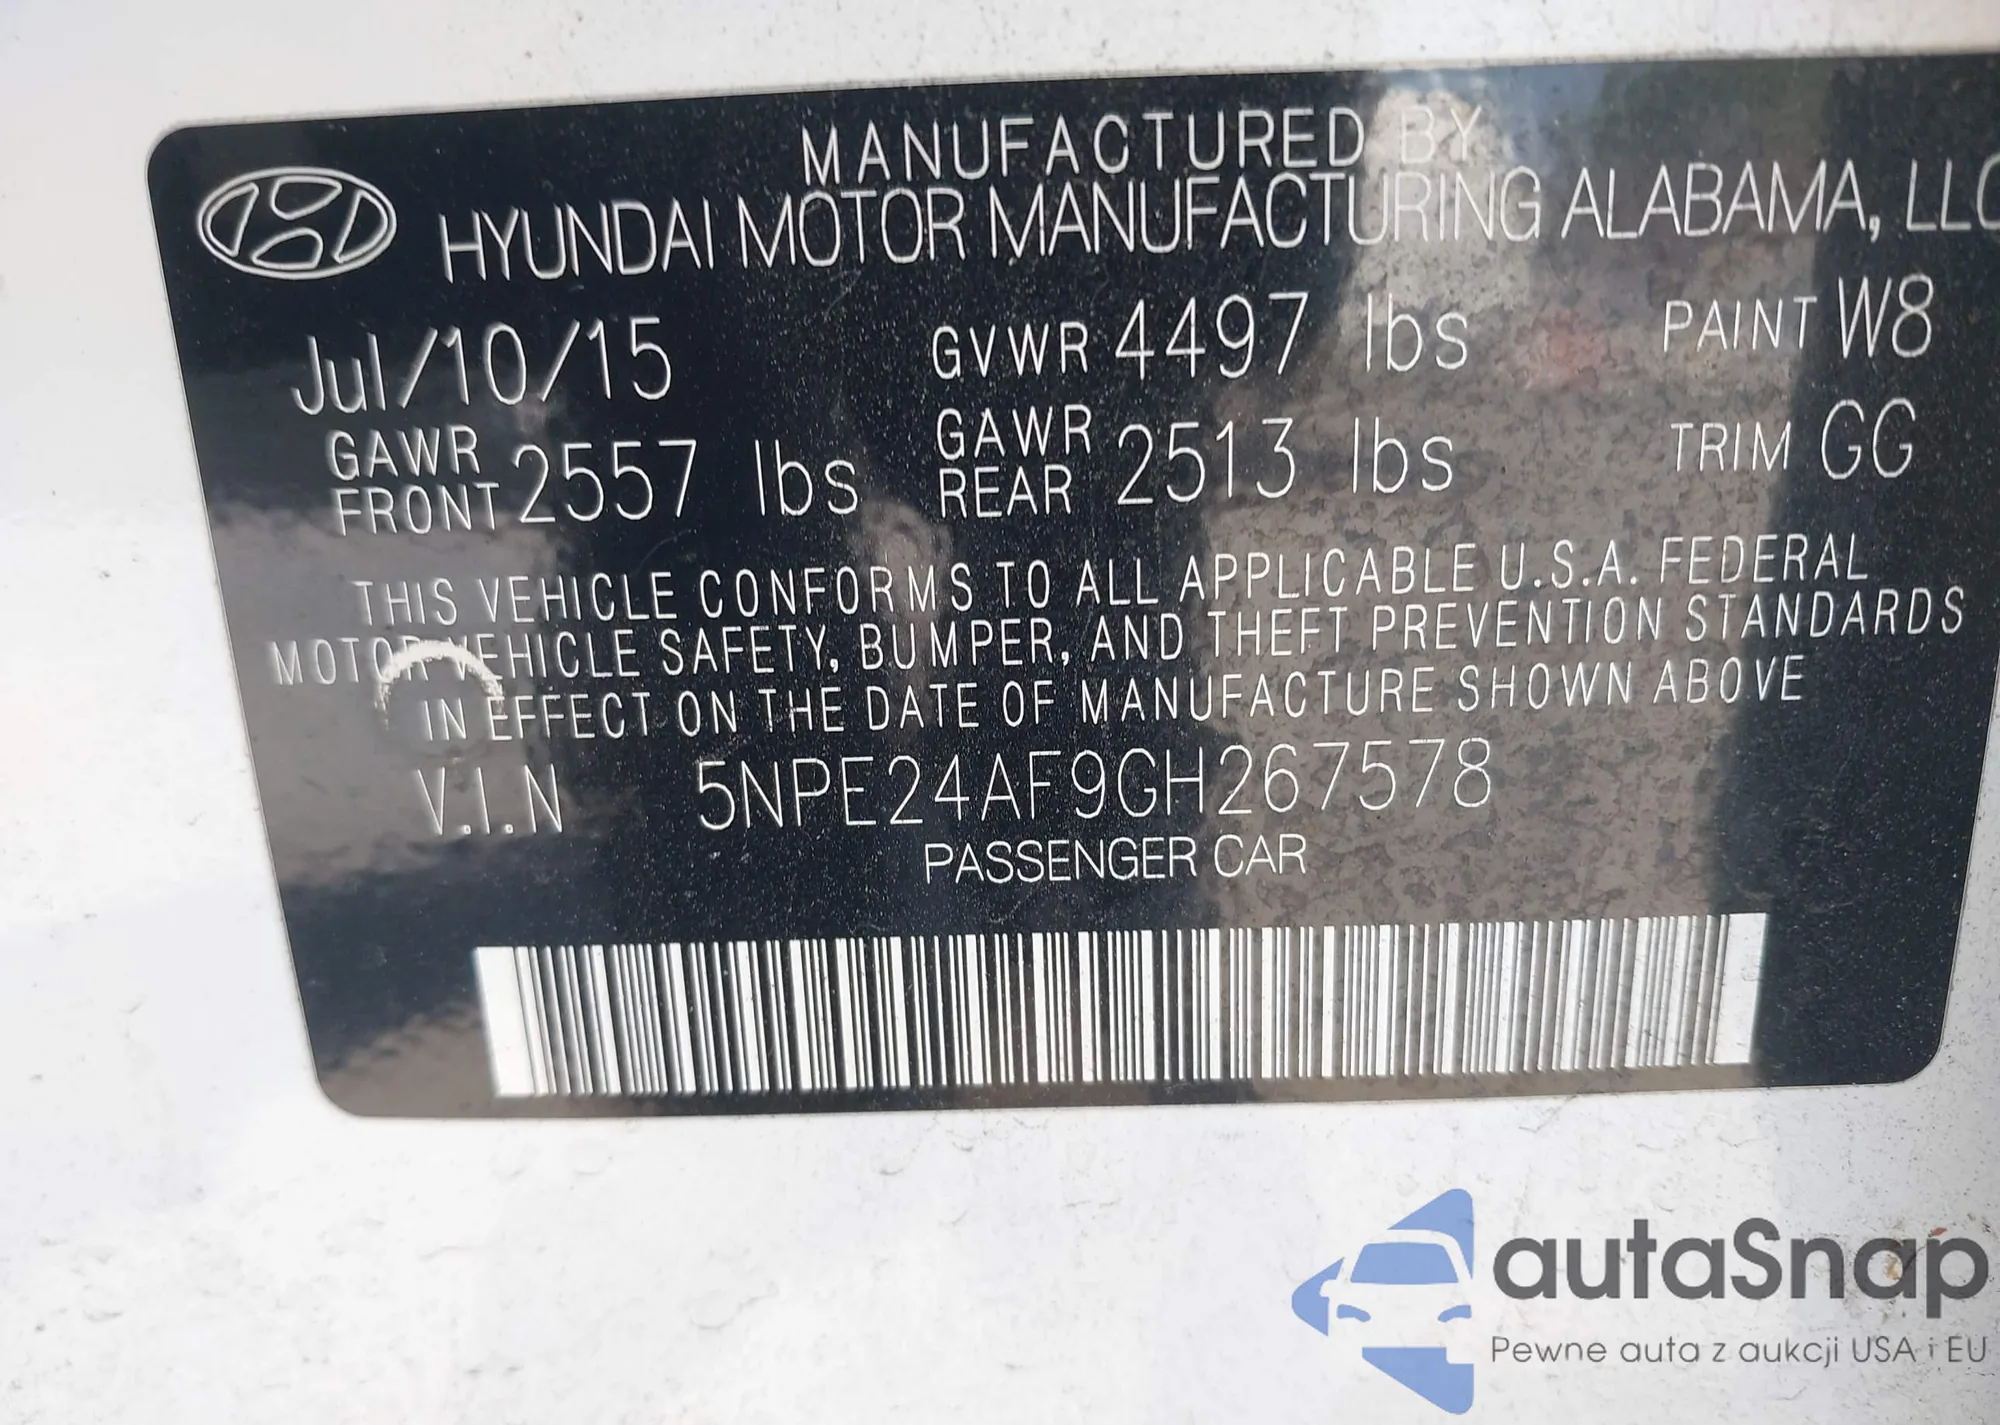 MANUFACTURED BY
HYUNDAI MOTOR MANUFACTURING ALABAMA, LLC
Jul/10/15 GVWR 4497 lbs PAINT W8
GAWR FRONT 2557 lbs GAWR REAR 2513 lbs TRIM GG
THIS VEHICLE CONFORMS TO ALL APPLICABLE U.S.A. FEDERAL
MOTOR VEHICLE SAFETY, BUMPER, AND THEFT PREVENTION STANDARDS
IN EFFECT ON THE DATE OF MANUFACTURE SHOWN ABOVE
V.I.N 5NPE24AF9GH267578
PASSENGER CAR
autaSnap
Pewne auta z aukcji USA i EU